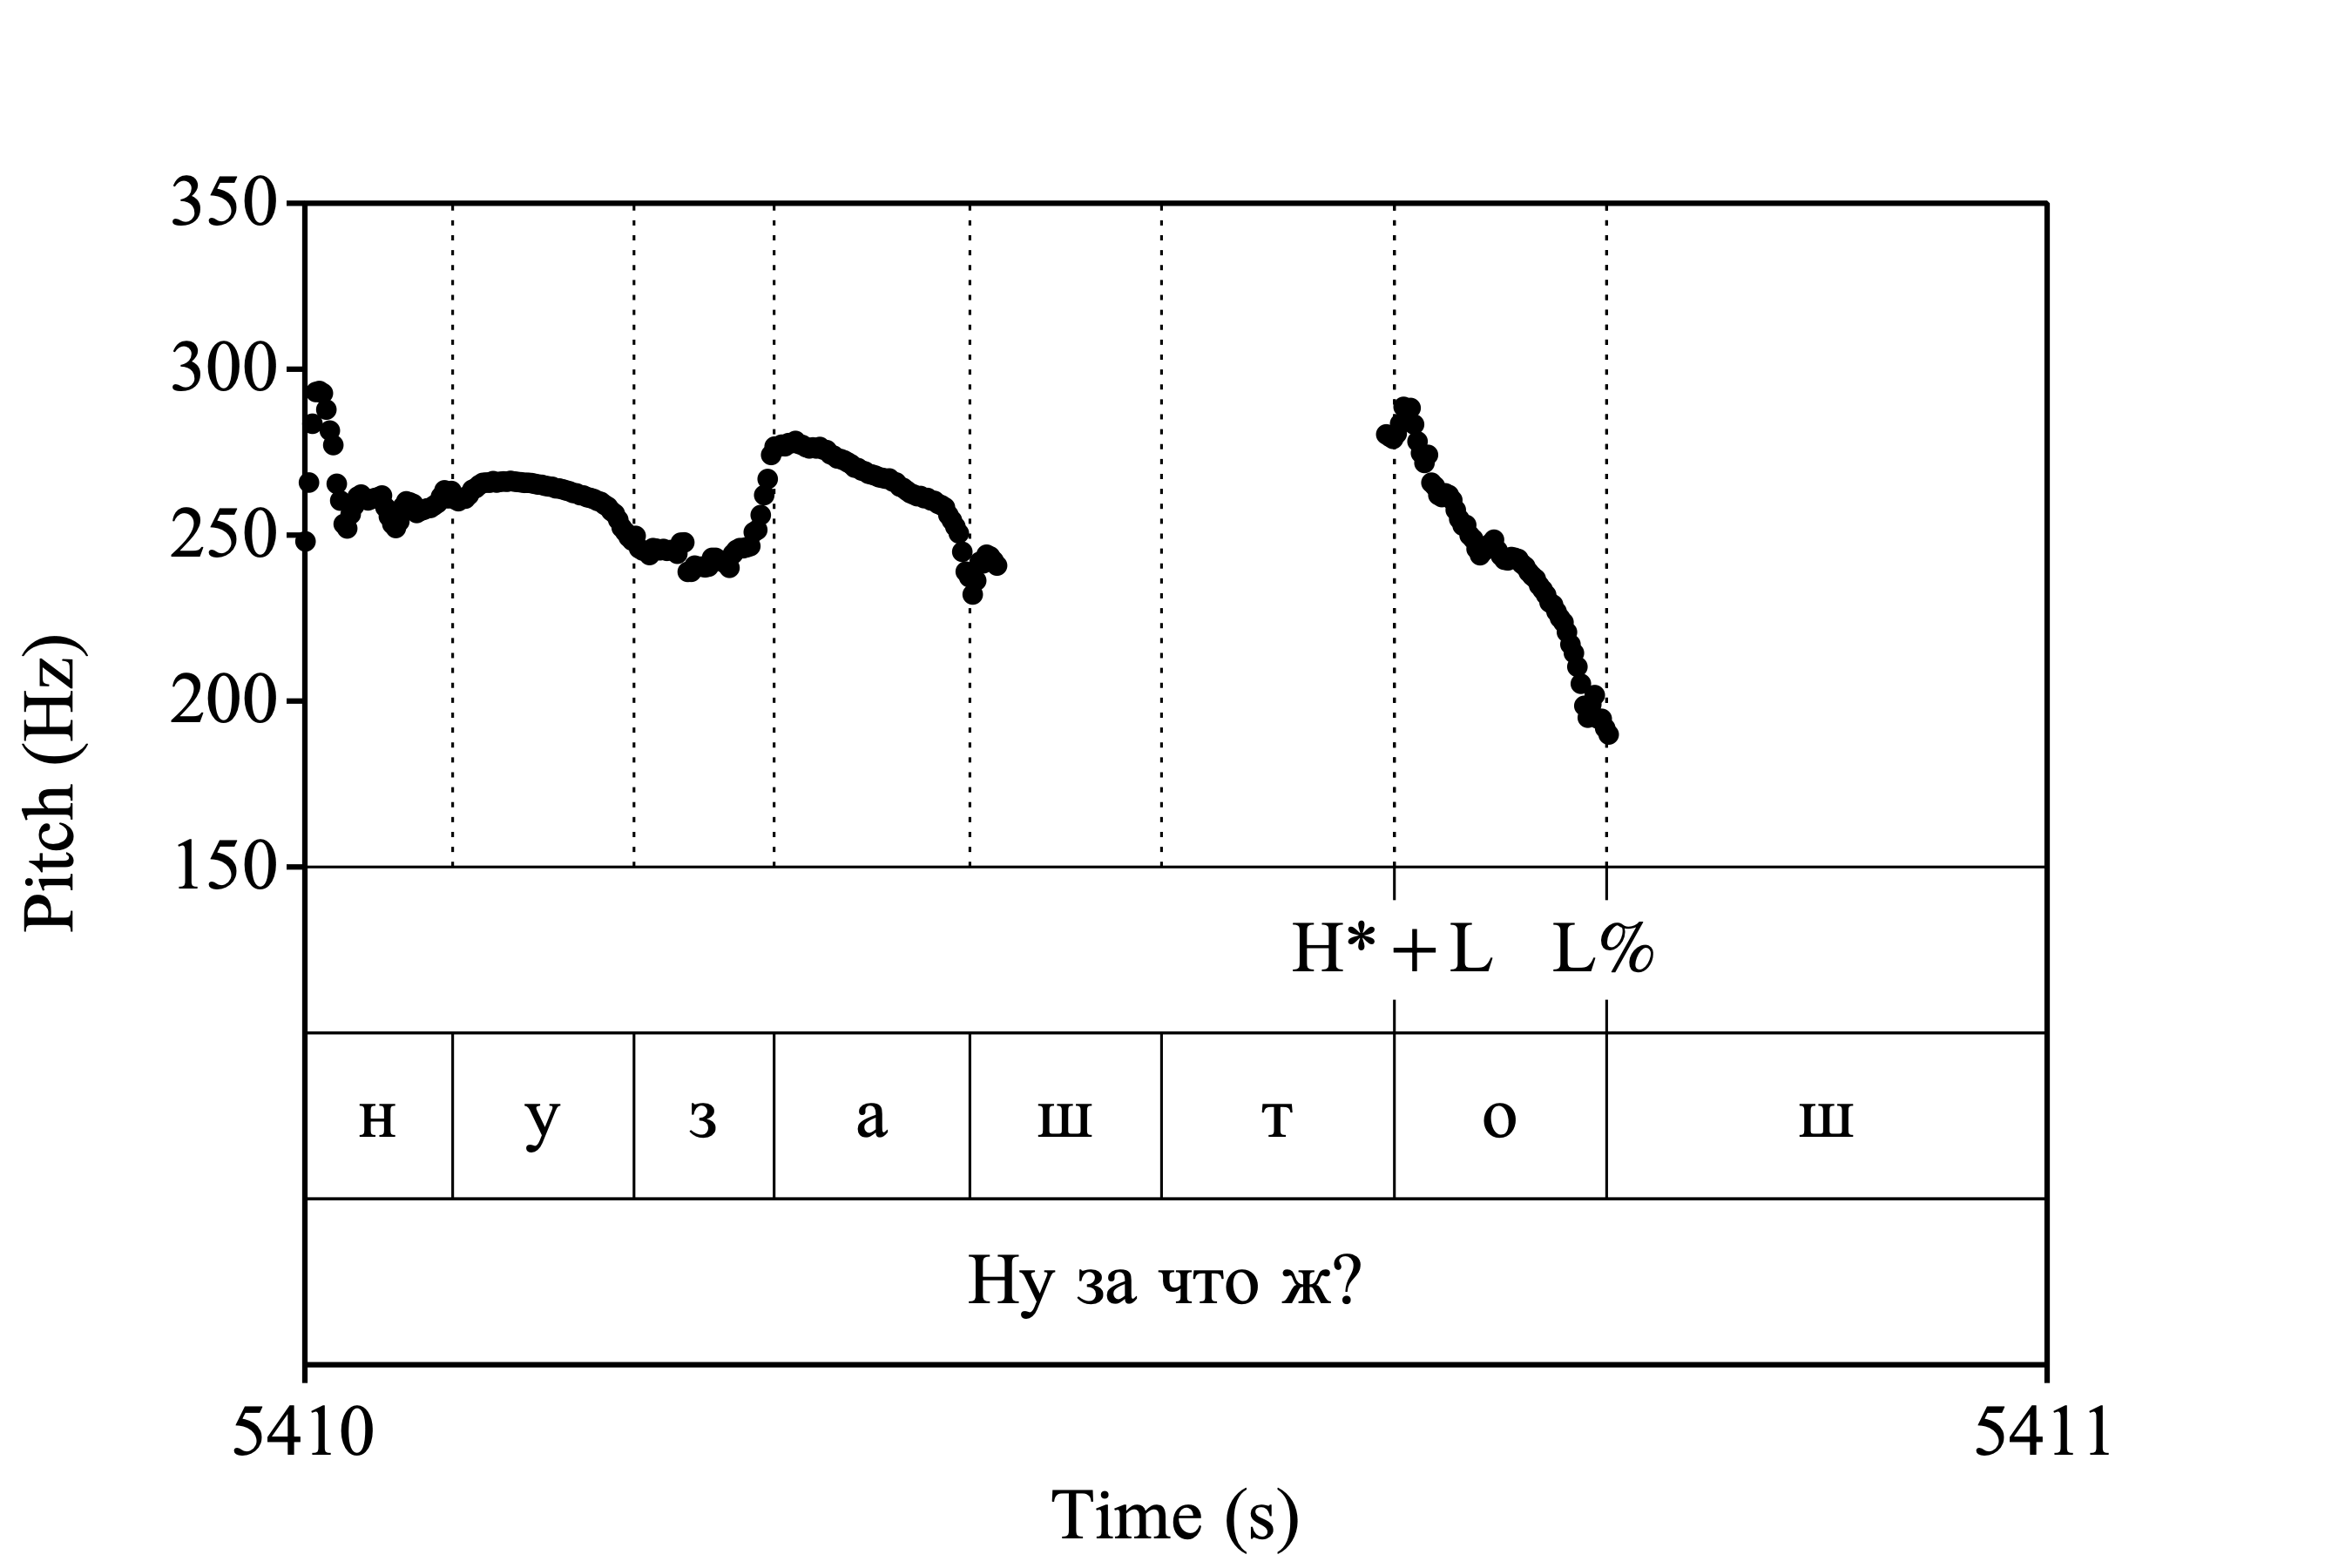 350
300
250
200
150
Pitch (Hz)
H* + L L%
н у з а ш т о ш
Ну за что ж?
5410 5411
Time (s)